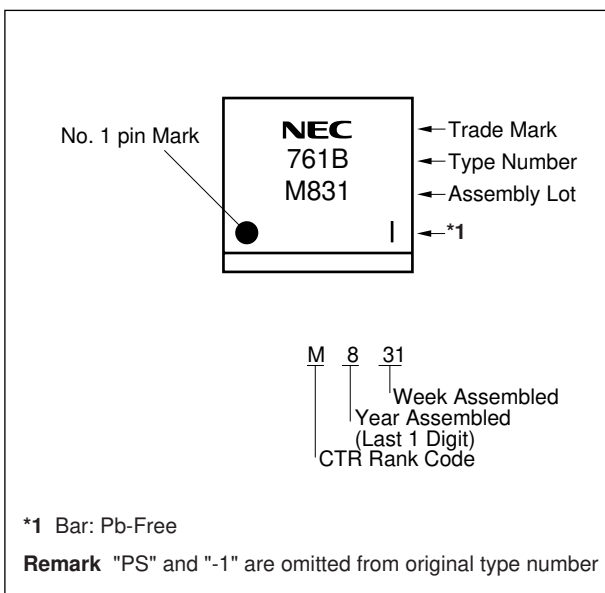 No. 1 pin Mark
NEC
761B
M831
Trade Mark
Type Number
Assembly Lot
*1
M 8 31
Week Assembled
Year Assembled
(Last 1 Digit)
CTR Rank Code
*1 Bar: Pb-Free
Remark "PS" and "-1" are omitted from original type number